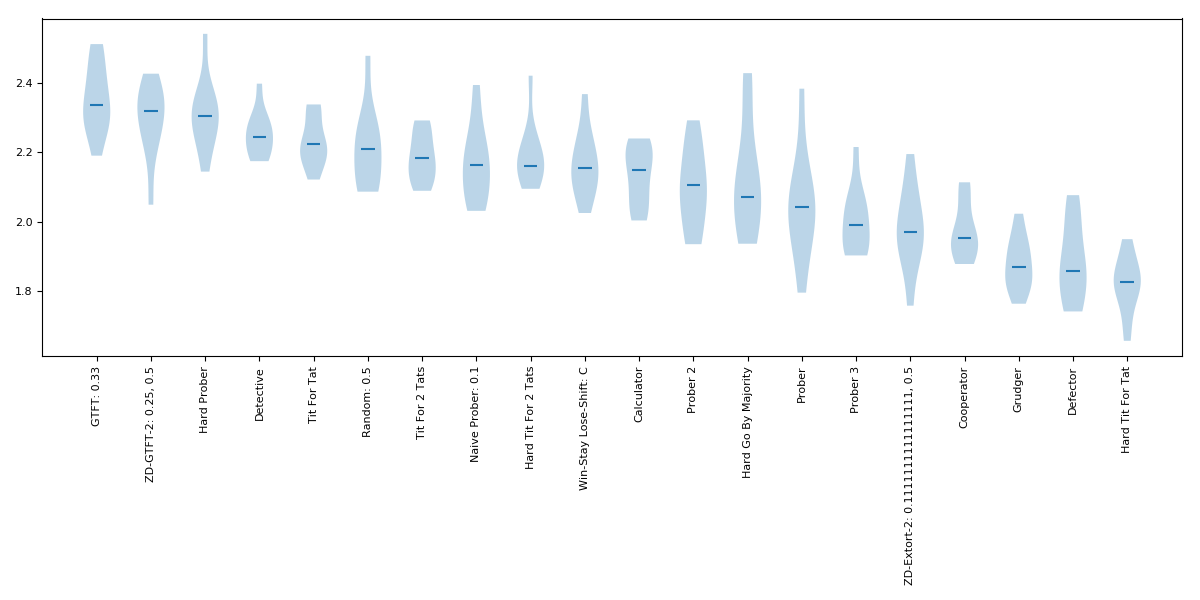 2.4
2.2
2.0
1.8
GTFT: 0.33
ZD-GTFT-2: 0.25, 0.5
Hard Prober
Detective
Tit For Tat
Random: 0.5
Tit For 2 Tats
Naive Prober: 0.1
Hard Tit For 2 Tats
Win-Stay Lose-Shift: C
Calculator
Prober 2
Hard Go By Majority
Prober
Prober 3
ZD-Extort-2: 0.1111111111111111, 0.5
Cooperator
Grudger
Defector
Hard Tit For Tat